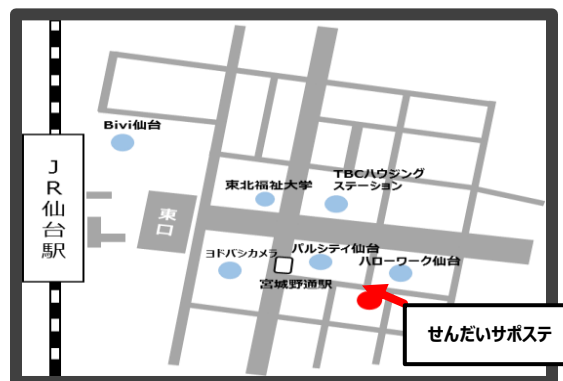 Bivi仙台
JR仙台駅
東口
東北福祉大学
TBCハウジング
ステーション
ヨドバシカメラ
パルシティ仙台
ハローワーク仙台
宮城野通駅
せんだいサポステ